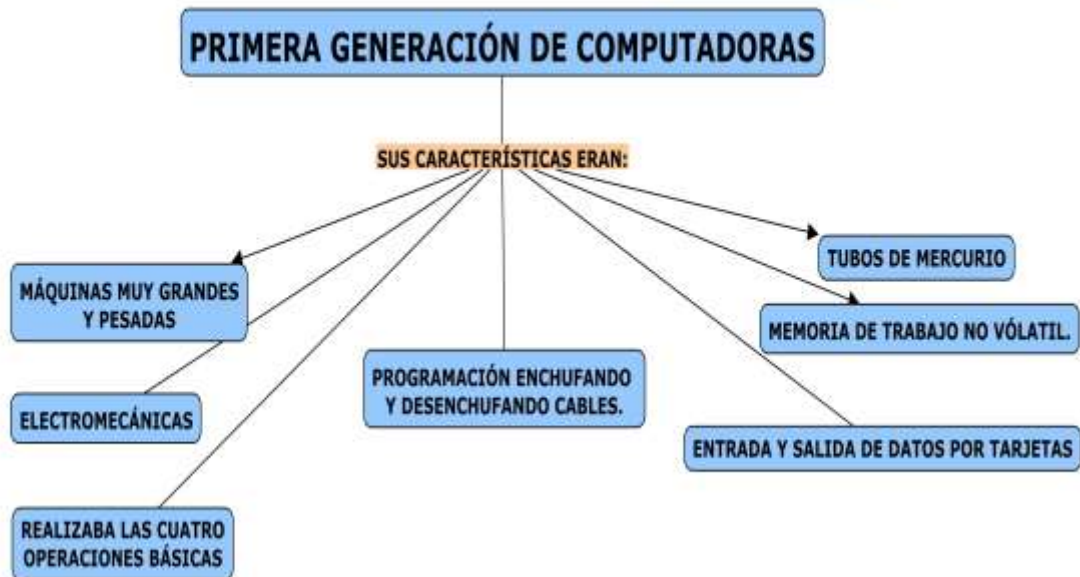 PRIMERA GENERACIÓN DE COMPUTADORAS
SUS CARACTERÍSTICAS ERAN:
MÁQUINAS MUY GRANDES
Y PESADAS
ELECTROMECÁNICAS
REALIZABA LAS CUATRO
OPERACIONES BÁSICAS
PROGRAMACIÓN ENCHUFANDO
Y DESENCHUFANDO CABLES.
TUBOS DE MERCURIO
MEMORIA DE TRABAJO NO VÓLATIL.
ENTRADA Y SALIDA DE DATOS POR TARJETAS